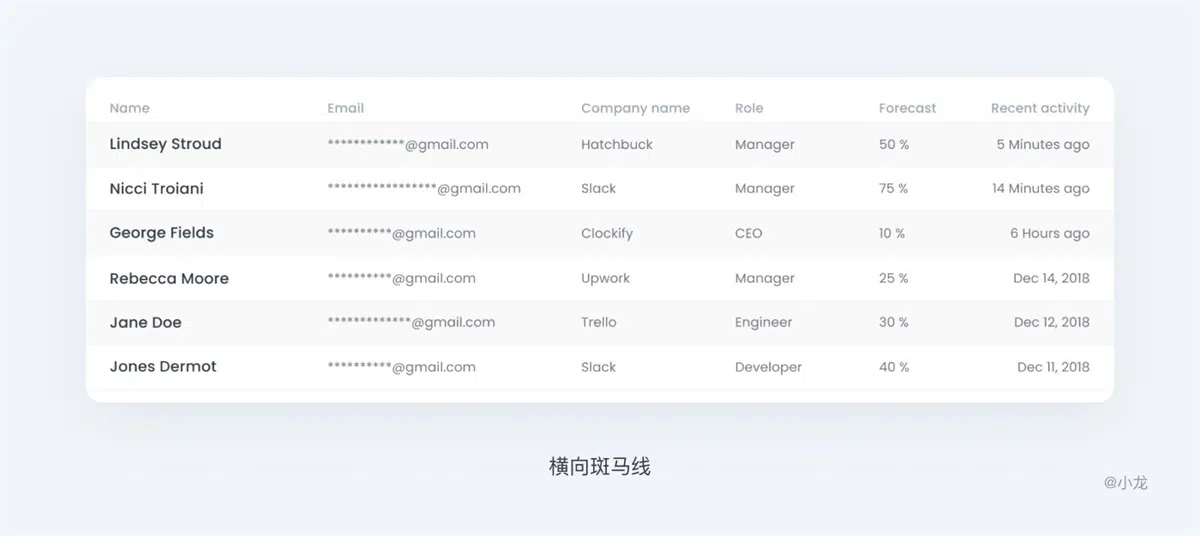 Name Email Company name Role Forecast Recent activity
Lindsey Stroud ************@gmail.com Hatchbuck Manager 50 % 5 Minutes ago
Nicci Troiani *****************@gmail.com Slack Manager 75 % 14 Minutes ago
George Fields **********@gmail.com Clockify CEO 10 % 6 Hours ago
Rebecca Moore **********@gmail.com Upwork Manager 25 % Dec 14, 2018
Jane Doe *************@gmail.com Trello Engineer 30 % Dec 12, 2018
Jones Dermot **********@gmail.com Slack Developer 40 % Dec 11, 2018
横向斑马线
@小龙